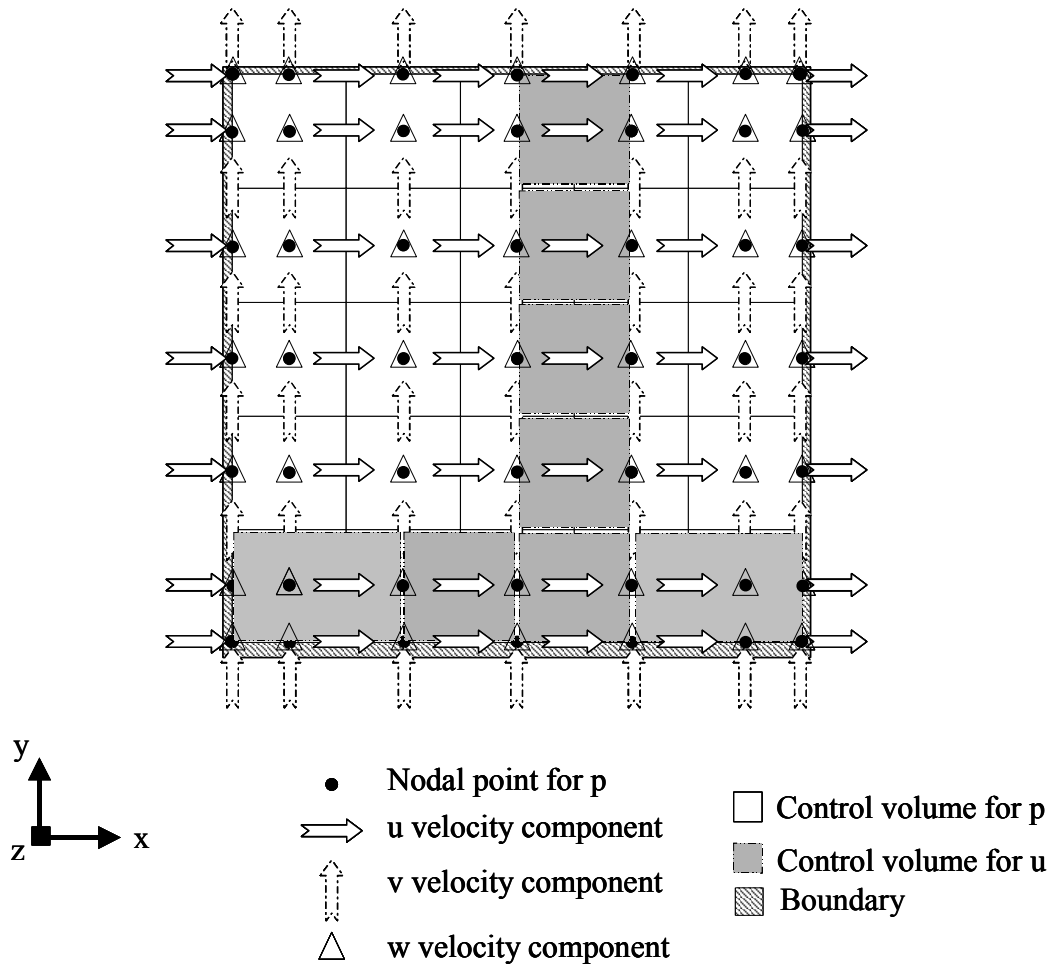 y
x
z
Nodal point for p
u velocity component
v velocity component
w velocity component
Control volume for p
Control volume for u
Boundary